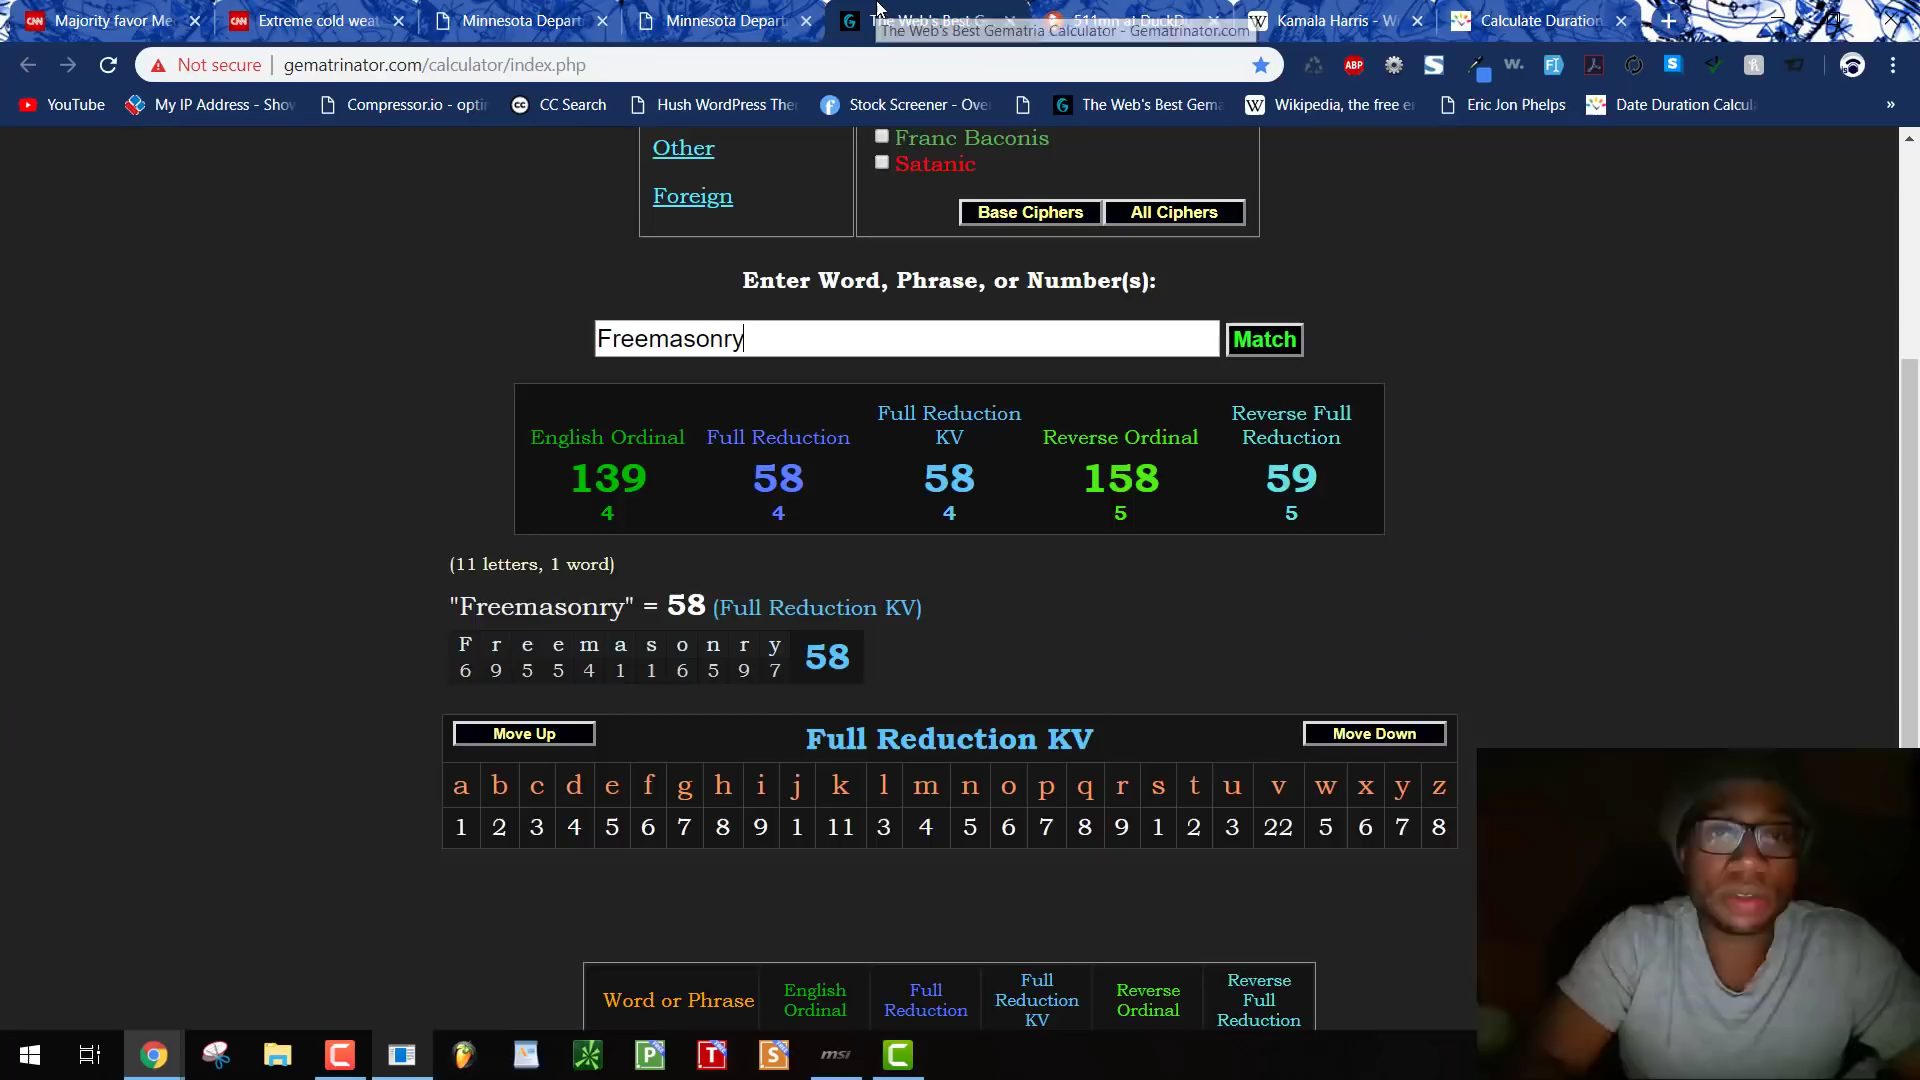 Majority favor Me
Extreme cold weat
Minnesota Depart
Minnesota Depart
The Web's Best G
511mn at DuckDu
Kamala Harris - W
Calculate Duration
The Web's Best Gematria Calculator - Gematrinator.com
Not secure
gematrinator.com/calculator/index.php
YouTube
My IP Address - Show
Compressor.io - opti
CC Search
Hush WordPress The
Stock Screener - Ove
The Web's Best Gema
Wikipedia, the free e
Eric Jon Phelps
Date Duration Calcu
»
Other
Foreign
Franc Baconis
Satanic
Base Ciphers
All Ciphers
Enter Word, Phrase, or Number(s):
Freemasonry
Match
English Ordinal
139
4
Full Reduction
58
4
Full Reduction
KV
58
4
Reverse Ordinal
158
5
Reverse Full
Reduction
59
5
(11 letters, 1 word)
"Freemasonry" = 58 (Full Reduction KV)
F r e e m a s o n r y
6 9 5 5 4 1 1 6 5 9 7
58
Move Up
Full Reduction KV
Move Down
a b c d e f g h i j k l m n o p q r s t u v w x y z
1 2 3 4 5 6 7 8 9 1 11 3 4 5 6 7 8 9 1 2 3 22 5 6 7 8
Word or Phrase
English
Ordinal
Full
Reduction
Full
Reduction
KV
Reverse
Ordinal
Reverse
Full
Reduction
msi